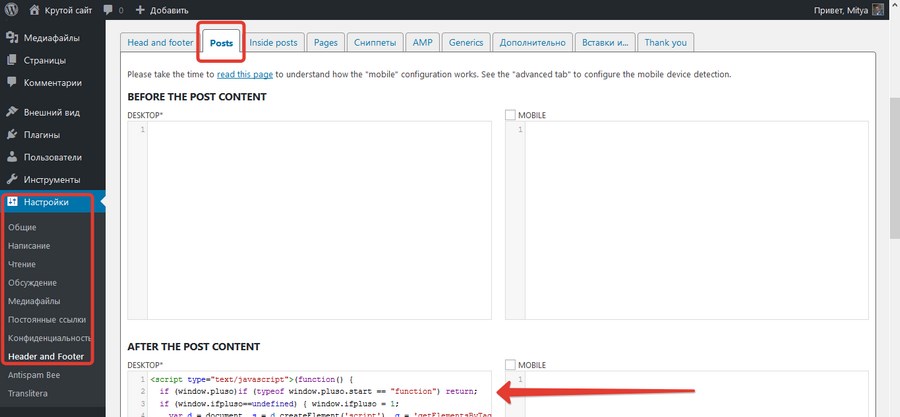 Крутой сайт 0 Добавить Привет, Mitya
Медиафайлы
Страницы
Комментарии
Внешний вид
Плагины
Пользователи
Инструменты
Настройки
Общие
Написание
Чтение
Обсуждение
Медиафайлы
Постоянные ссылки
Конфиденциальность
Header and Footer
Antispam Bee
Translitera
Head and footer Posts Inside posts Pages Сниппеты AMP Generics Дополнительно Вставки и... Thank you
Please take the time to read this page to understand how the "mobile" configuration works. See the "advanced tab" to configure the mobile device detection.
BEFORE THE POST CONTENT
DESKTOP* MOBILE
1 1
AFTER THE POST CONTENT
DESKTOP* MOBILE
1 <script type="text/javascript">(function() { 1
2 if (window.pluso)if (typeof window.pluso.start == "function") return;
3 if (window.ifpluso==undefined) { window.ifpluso = 1;
4 var d = document, s = d.createElement('script'), g = 'getElementsByTag